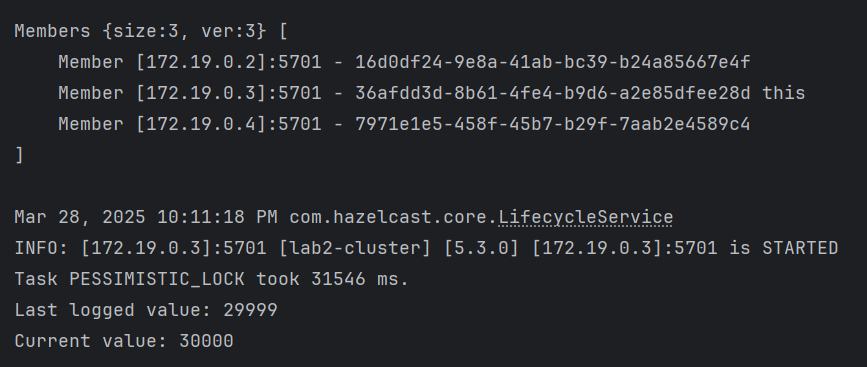 Members {size:3, ver:3} [
    Member [172.19.0.2]:5701 - 16d0df24-9e8a-41ab-bc39-b24a85667e4f
    Member [172.19.0.3]:5701 - 36afdd3d-8b61-4fe4-b9d6-a2e85dfee28d this
    Member [172.19.0.4]:5701 - 7971e1e5-458f-45b7-b29f-7aab2e4589c4
]
Mar 28, 2025 10:11:18 PM com.hazelcast.core.LifecycleService
INFO: [172.19.0.3]:5701 [lab2-cluster] [5.3.0] [172.19.0.3]:5701 is STARTED
Task PESSIMISTIC_LOCK took 31546 ms.
Last logged value: 29999
Current value: 30000